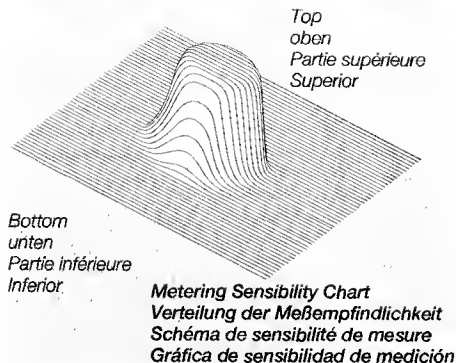 Top
oben
Partie supérieure
Superior
Bottom
unten
Partie inférieure
Inferior
Metering Sensibility Chart
Verteilung der Meßempfindlichkeit
Schéma de sensibilité de mesure
Gráfica de sensibilidad de medición